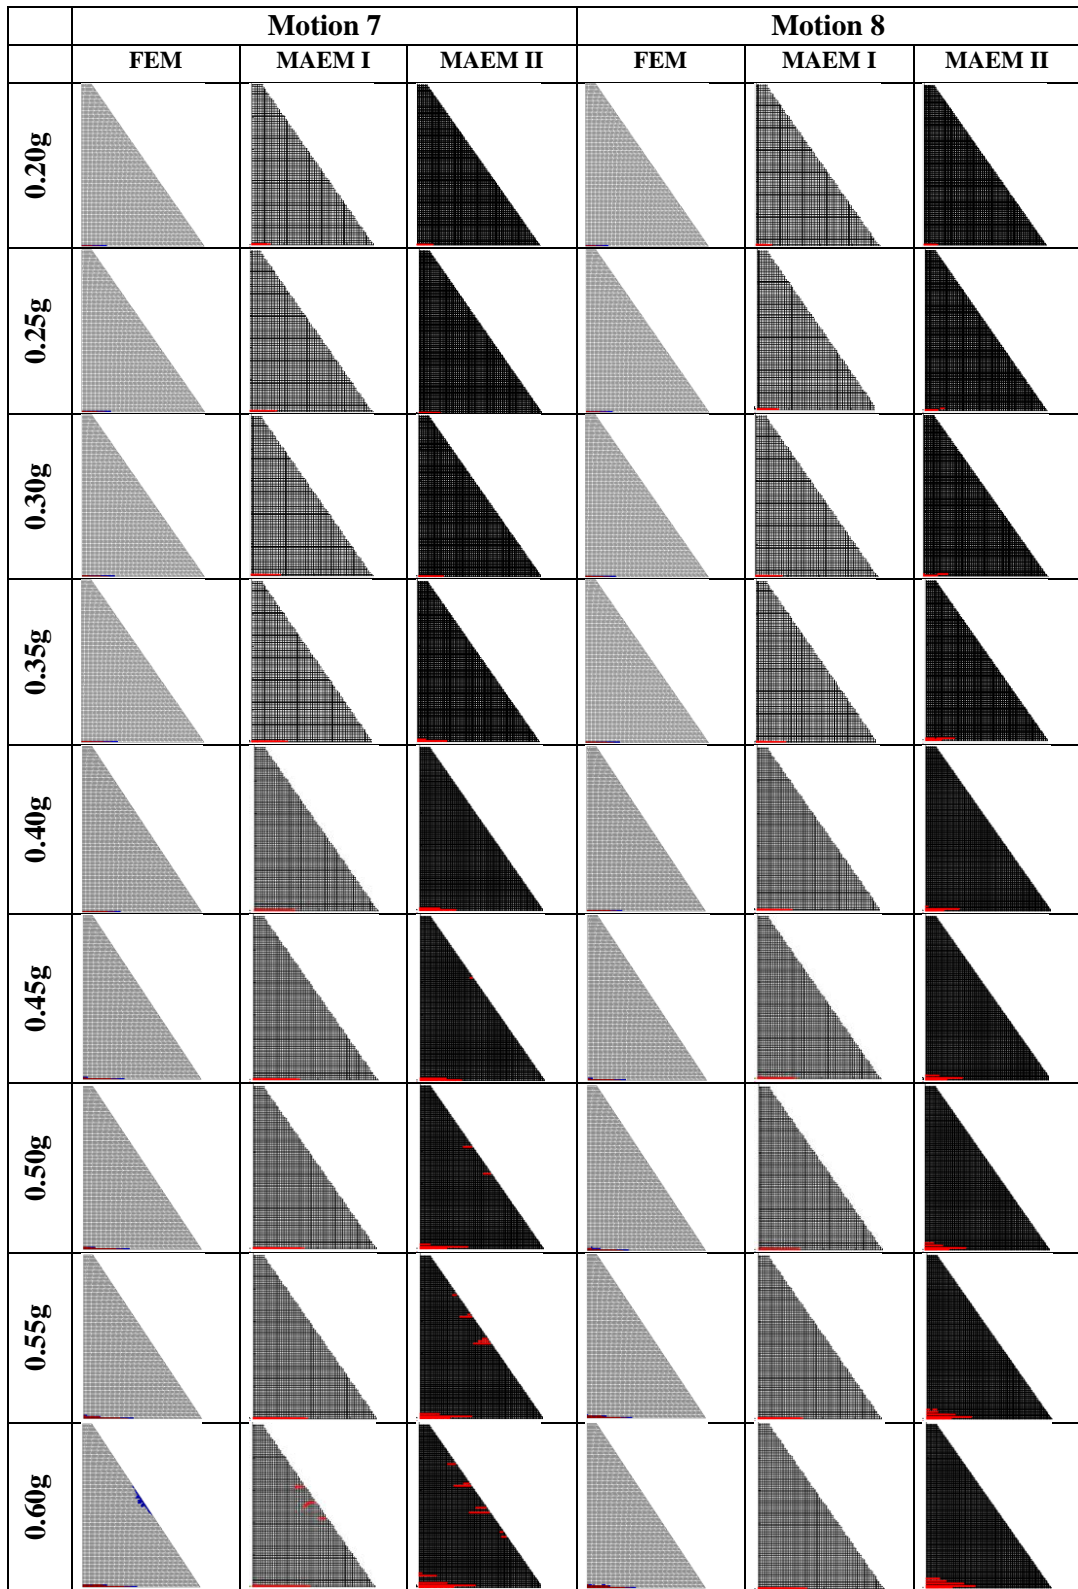 Motion 7 Motion 8
FEM MAEM I MAEM II FEM MAEM I MAEM II
0.20g
0.25g
0.30g
0.35g
0.40g
0.45g
0.50g
0.55g
0.60g